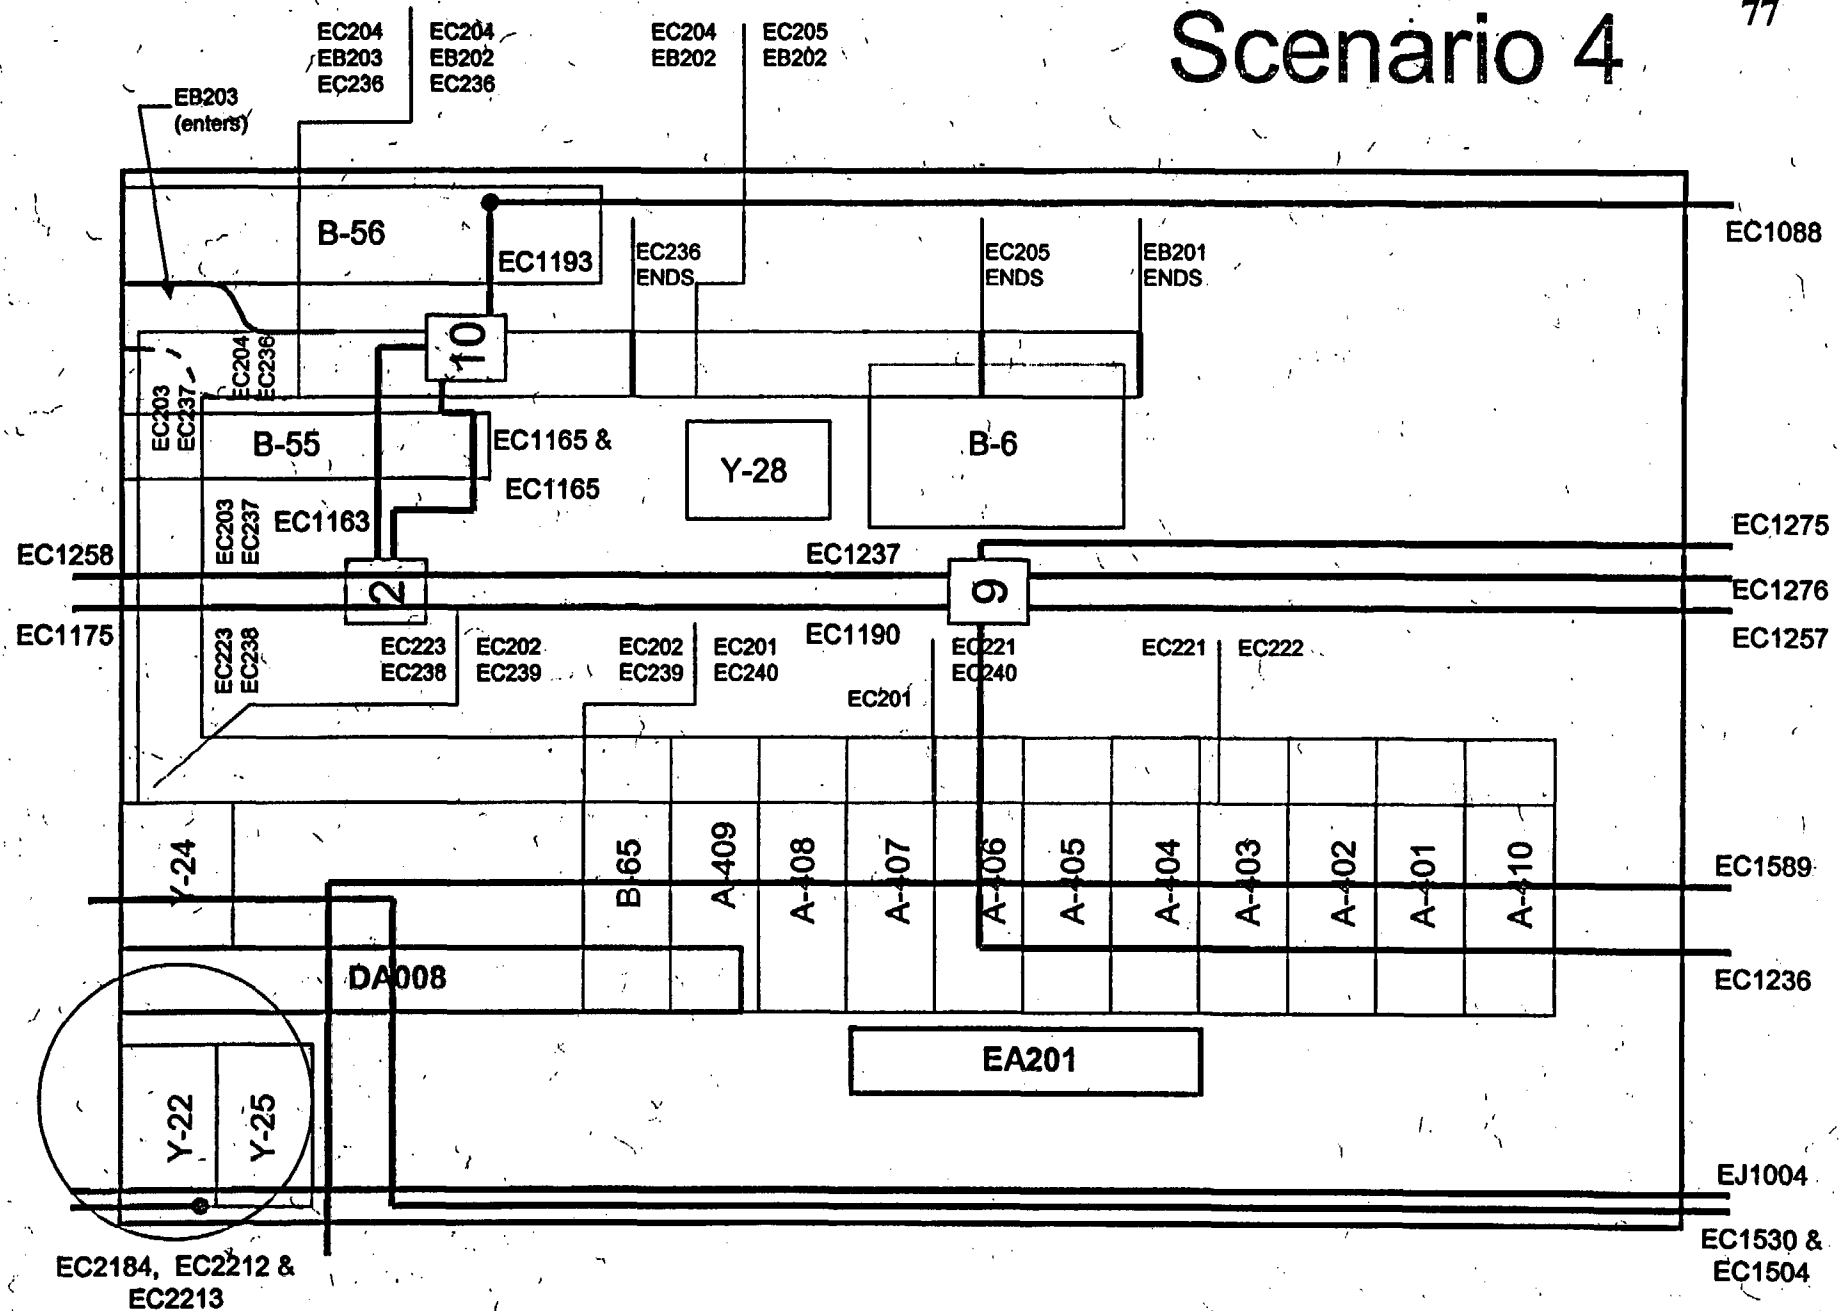 Scenario 4
77
EC204
EB203
EC236
EC204
EB202
EC236
EC204
EB202
EC205
EB202
EB203
(enters)
B-56
EC1193
EC236
ENDS
EC205
ENDS
EB201
ENDS
EC1088
10
EC204
EC236
EC203
EC237
B-55
EC1165 &
EC1165
Y-28
B-6
EC203
EC237
EC1163
EC1258
EC1237
EC1275
2
9
EC1276
EC1175
EC1190
EC1257
EC223
EC238
EC223
EC238
EC202
EC239
EC202
EC239
EC201
EC240
EC201
EC221
EC240
EC221
EC222
Y-24
B-65
A-409
A-408
A-407
A-406
A-405
A-404
A-403
A-402
A-401
A-410
EC1589
DA008
EC1236
EA201
Y-22
Y-25
EJ1004
EC1530 &
EC1504
EC2184, EC2212 &
EC2213